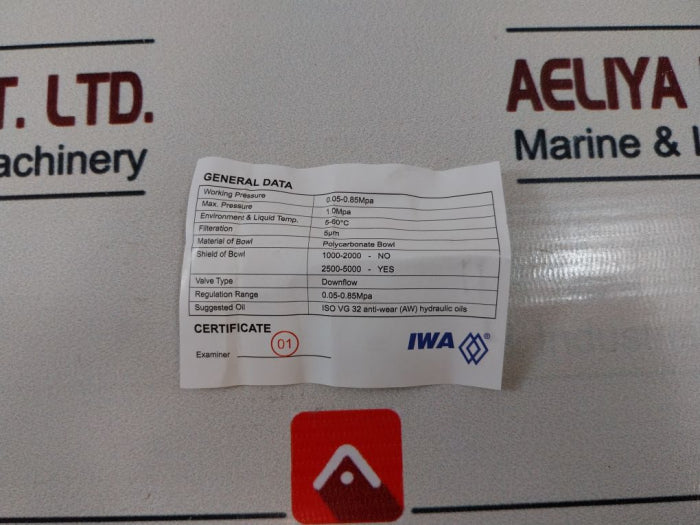 T. LTD.
achinery
AELIYA
Marine &
GENERAL DATA
Working Pressure 0.05-0.85Mpa
Max. Pressure 1.0Mpa
Environment & Liquid Temp. 5-60°C
Filteration 5µm
Material of Bowl Polycarbonate Bowl
Shield of Bowl 1000-2000 - NO
2500-5000 - YES
Valve Type Downflow
Regulation Range 0.05-0.85Mpa
Suggested Oil ISO VG 32 anti-wear (AW) hydraulic oils
CERTIFICATE
Examiner 01
IWA ®